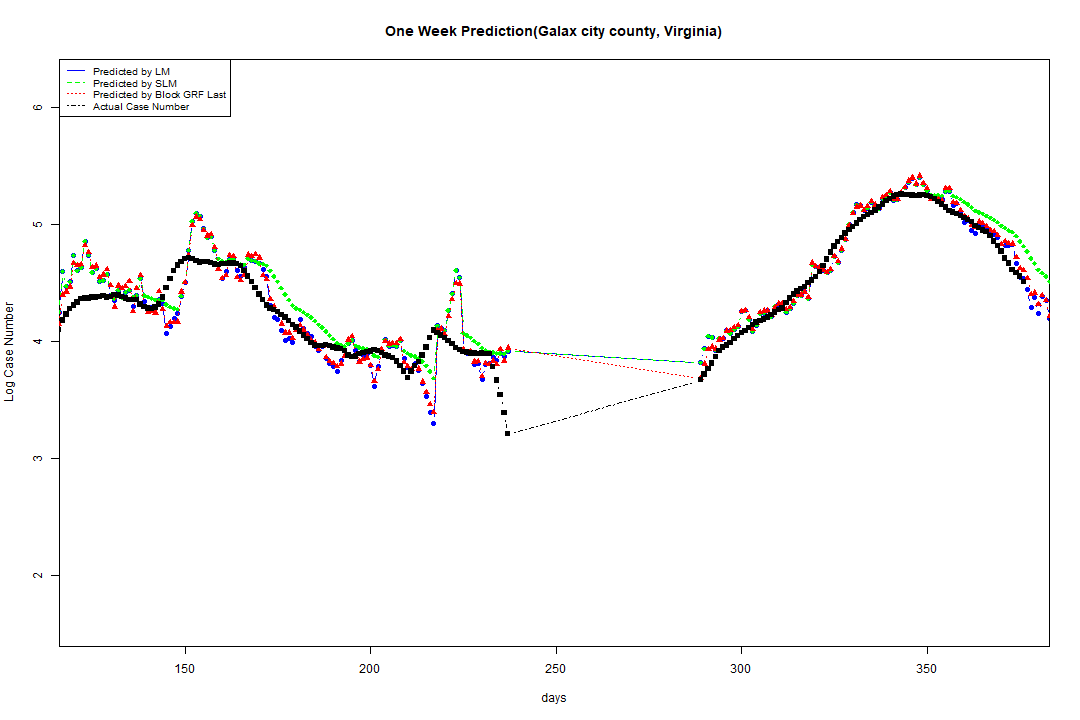 One Week Prediction(Galax city county, Virginia)
Predicted by LM
Predicted by SLM
Predicted by Block GRF Last
Actual Case Number
6
5
4
3
2
Log Case Number
150
200
250
300
350
days